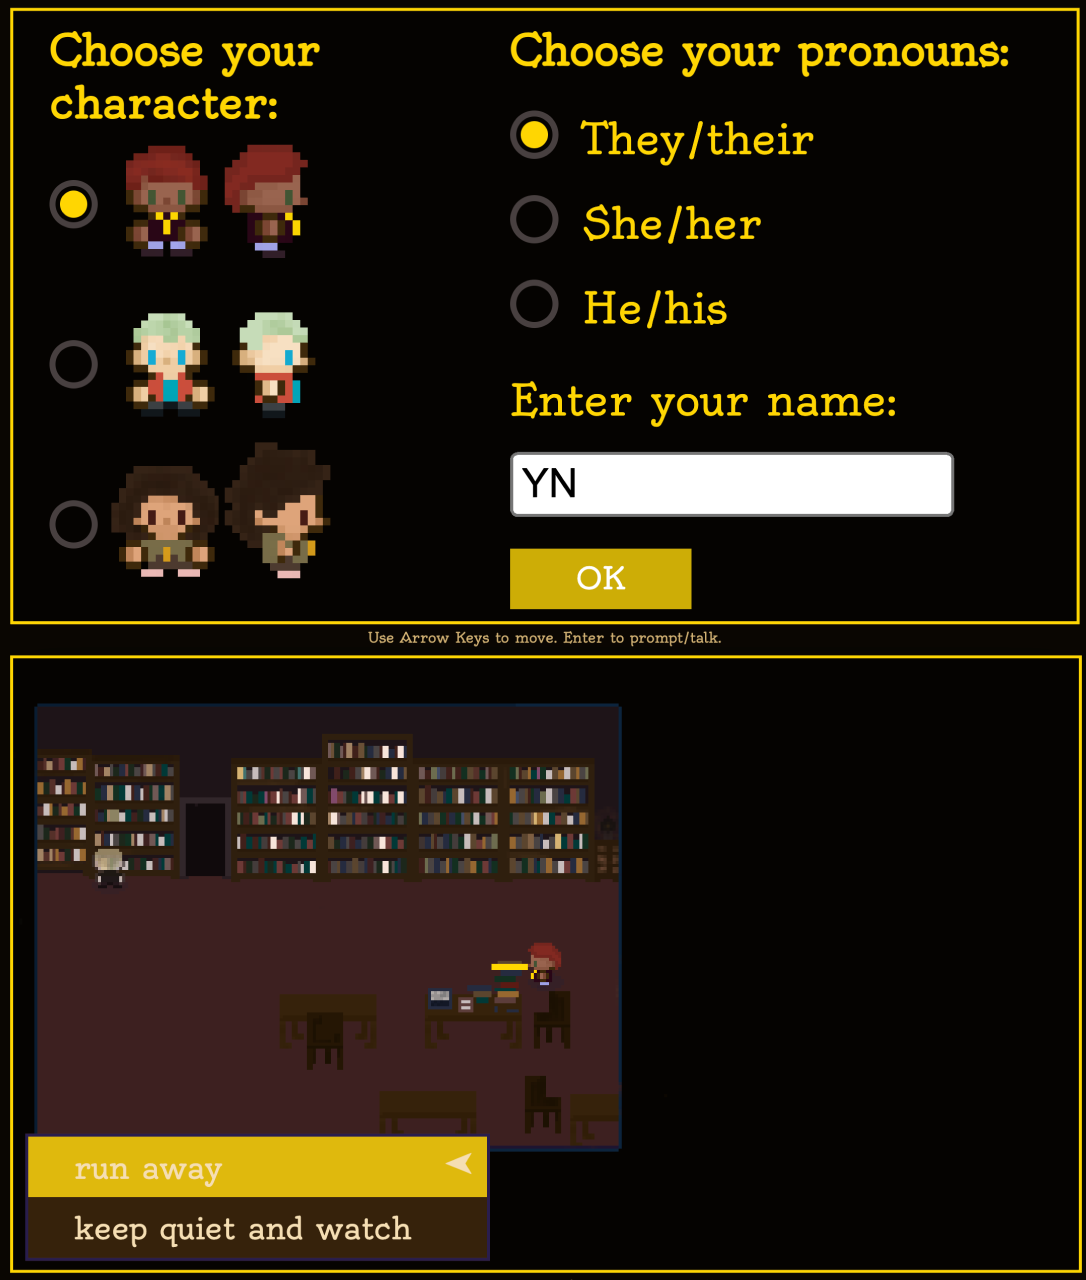 Choose your
character:
Choose your pronouns:
They/their
She/her
He/his
Enter your name:
YN
OK
Use Arrow Keys to move. Enter to prompt/talk.
run away
keep quiet and watch